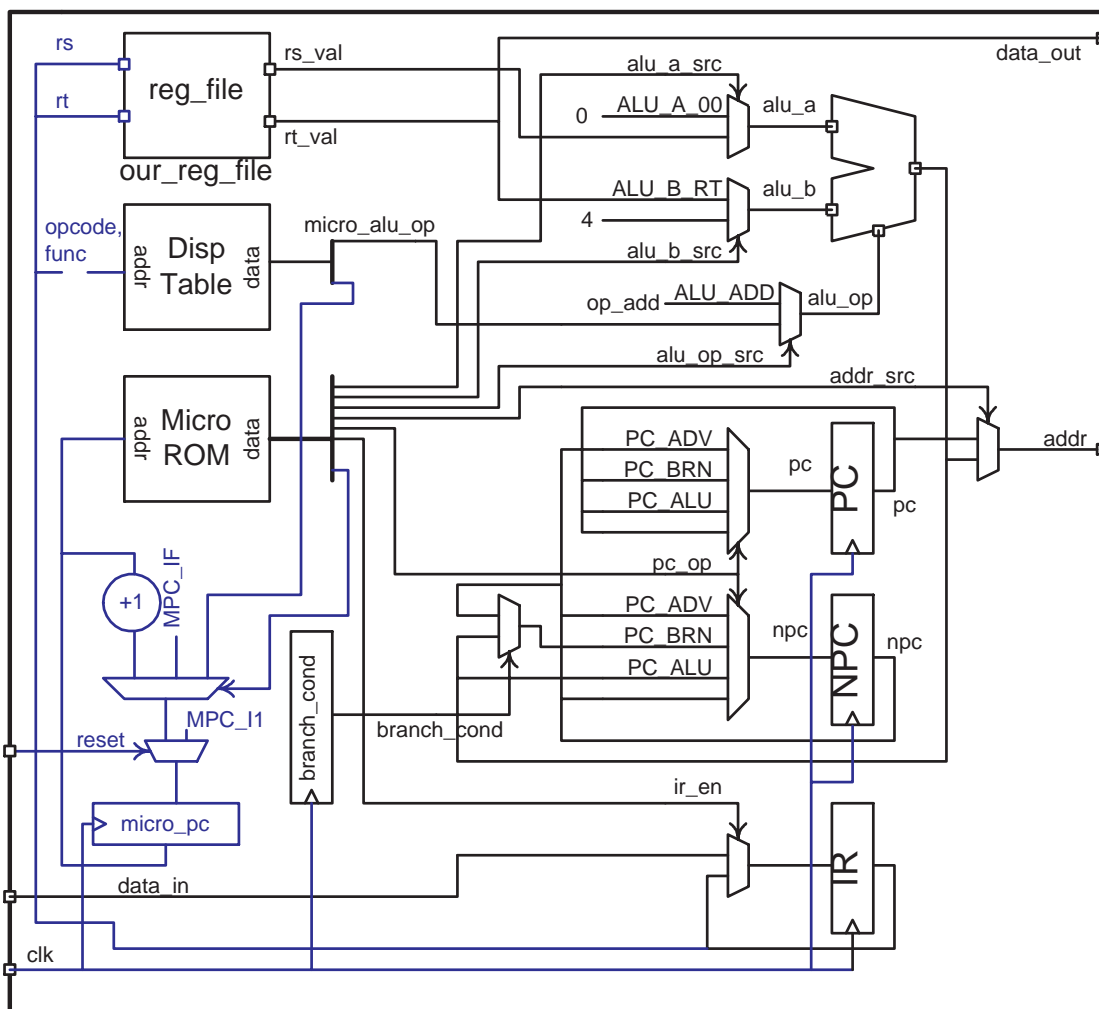 rs
rs_val
data_out
alu_a_src
reg_file
ALU_A_00
alu_a
0
rt
rt_val
our_reg_file
ALU_B_RT
alu_b
4
opcode,
func
micro_alu_op
addr
Disp
Table
data
alu_b_src
ALU_ADD
alu_op
op_add
alu_op_src
addr_src
addr
Micro
ROM
data
PC_ADV
PC_BRN
PC_ALU
pc
PC
pc
addr
+1
MPC_IF
pc_op
PC_ADV
PC_BRN
PC_ALU
npc
NPC
npc
branch_cond
branch_cond
MPC_I1
reset
micro_pc
ir_en
IR
data_in
clk